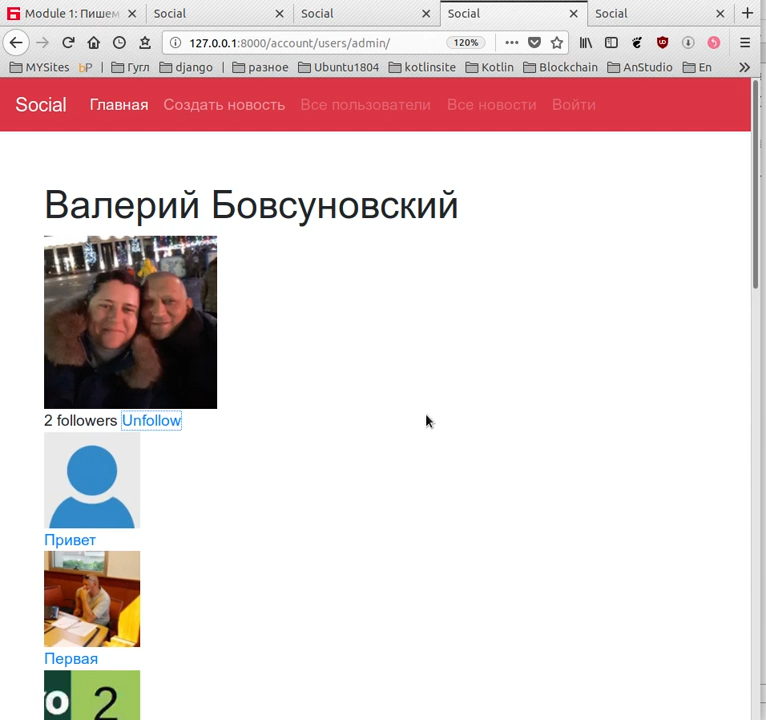 Module 1: Пишем
Social
Social
Social
Social
127.0.0.1:8000/account/users/admin/
120%
MYSites
bP
Гугл
django
разное
Ubuntu1804
kotlinsite
Kotlin
Blockchain
AnStudio
En
Social
Главная
Создать новость
Все пользователи
Все новости
Войти
Валерий Бовсуновский
2 followers Unfollow
Привет
Первая
2